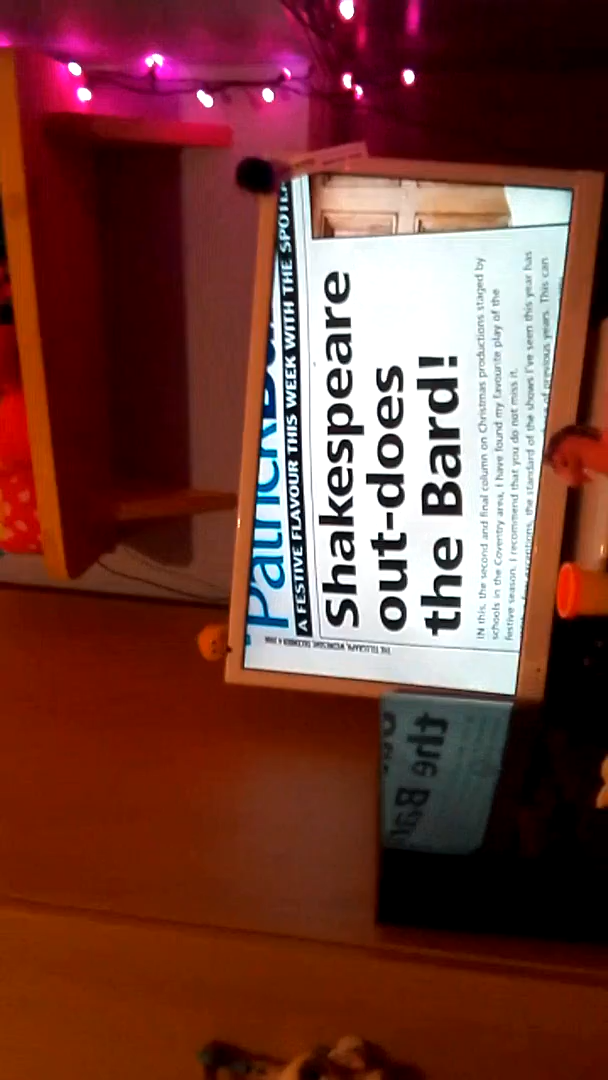 A FESTIVE FLAVOUR THIS WEEK WITH THE
Shakespeare
out-does
the Bard!
IN this, the second and final column on Christmas productions staged by
schools in the Coventry area, I have found my favourite play of the
festive season. I recommend that you do not miss it.
exceptions, the standard of the shows I've seen this year has
of previous years. This can
THE TELEGRAPH, WEDNESDAY, DECEMBER
the Ba